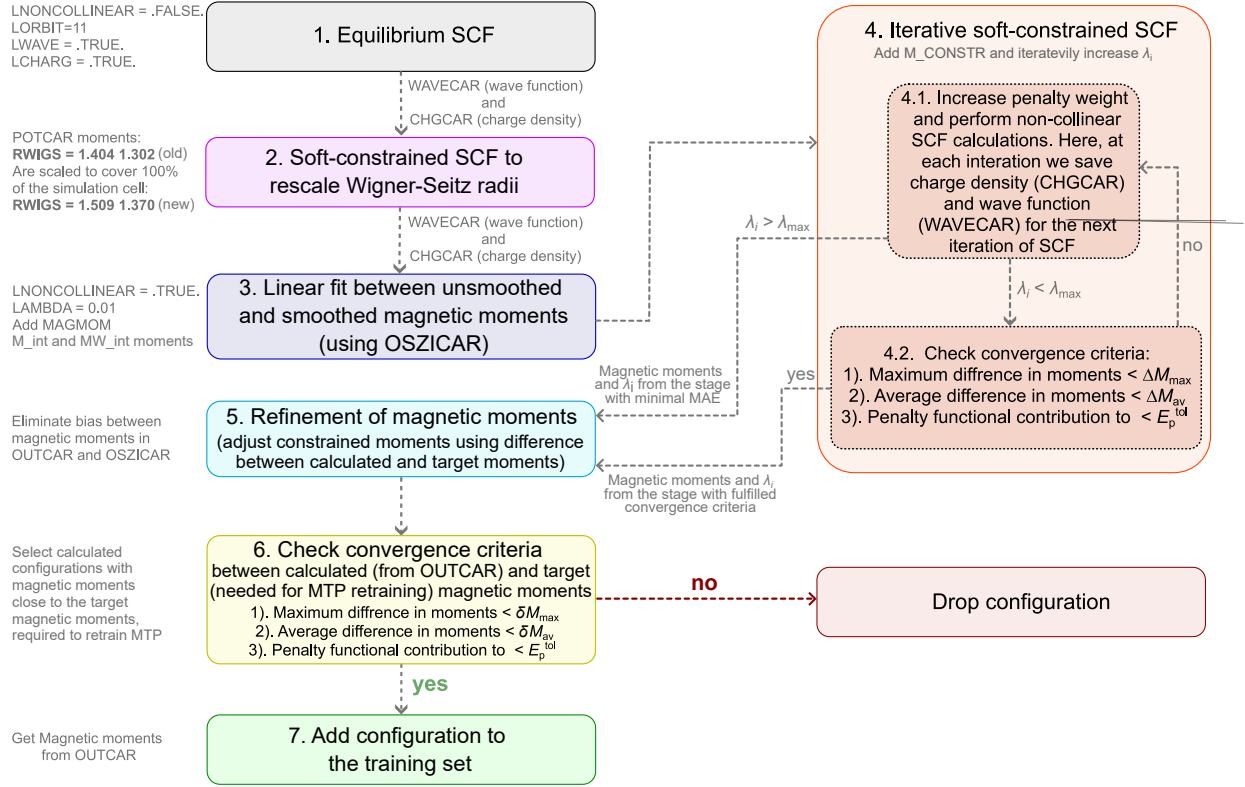 LNONCOLLINEAR = .FALSE.
LORBIT=11
LWAVE = .TRUE.
LCHARG = .TRUE.
1. Equilibrium SCF
WAVECAR (wave function)
and
CHGCAR (charge density)
POTCAR moments:
RWIGS = 1.404 1.302 (old)
Are scaled to cover 100%
of the simulation cell:
RWIGS = 1.509 1.370 (new)
2. Soft-constrained SCF to
rescale Wigner-Seitz radii
WAVECAR (wave function)
and
CHGCAR (charge density)
LNONCOLLINEAR = .TRUE.
LAMBDA = 0.01
Add MAGMOM
M_int and MW_int moments
3. Linear fit between unsmoothed
and smoothed magnetic moments
(using OSZICAR)
4. Iterative soft-constrained SCF
Add M_CONSTR and iteratevily increase λi
4.1. Increase penalty weight
and perform non-collinear
SCF calculations. Here, at
each interation we save
charge density (CHGCAR)
and wave function
(WAVECAR) for the next
iteration of SCF
λi > λmax
no
λi < λmax
4.2. Check convergence criteria:
1). Maximum difrence in moments < ΔMmax
2). Average difference in moments < ΔMav
3). Penalty functional contribution to < Ep^tol
yes
Magnetic moments
and λi from the stage
with minimal MAE
Eliminate bias between
magnetic moments in
OUTCAR and OSZICAR
5. Refinement of magnetic moments
(adjust constrained moments using difference
between calculated and target moments)
Magnetic moments and λi
from the stage with fulfilled
convergence criteria
Select calculated
configurations with
magnetic moments
close to the target
magnetic moments,
required to retrain MTP
6. Check convergence criteria
between calculated (from OUTCAR) and target
(needed for MTP retraining) magnetic moments
1). Maximum diffrence in moments < δMmax
2). Average difference in moments < δMav
3). Penalty functional contribution to < Ep^tol
no
Drop configuration
yes
Get Magnetic moments
from OUTCAR
7. Add configuration to
the training set